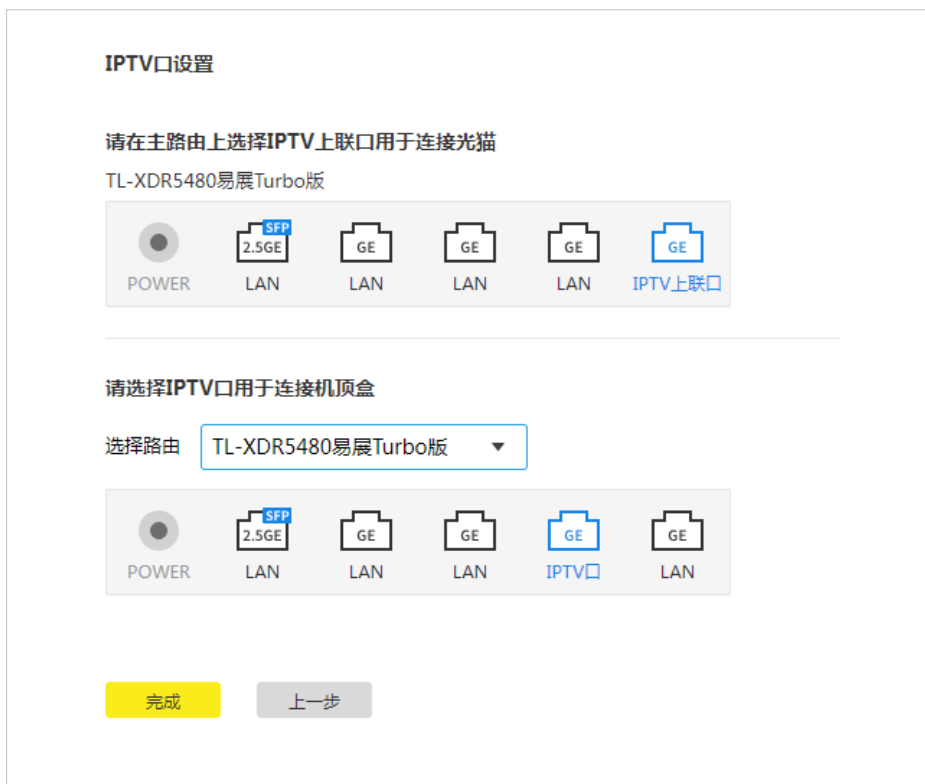 IPTV口设置
请在主路由上选择IPTV上联口用于连接光猫
TL-XDR5480易展Turbo版
SFP
2.5GE GE GE GE GE
POWER LAN LAN LAN LAN IPTV上联口
请选择IPTV口用于连接机顶盒
选择路由 TL-XDR5480易展Turbo版
SFP
2.5GE GE GE GE GE
POWER LAN LAN LAN IPTV口 LAN
完成 上一步